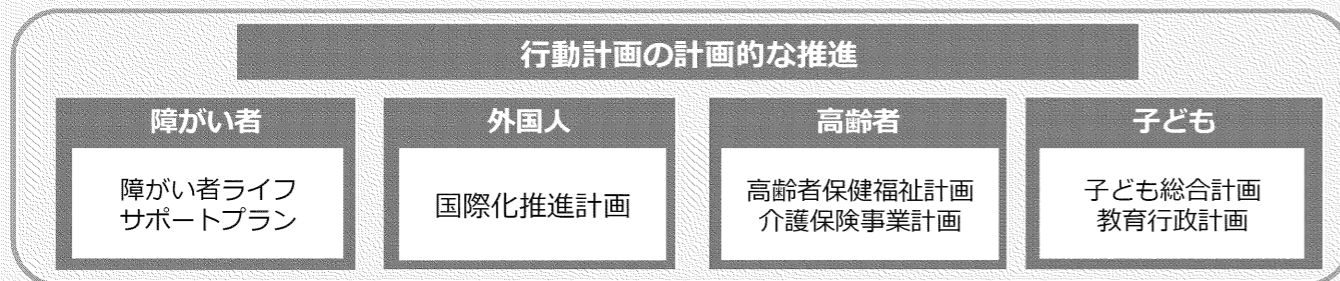 行動計画の計画的な推進
障がい者
障がい者ライフ
サポートプラン
外国人
国際化推進計画
高齢者
高齢者保健福祉計画
介護保険事業計画
子ども
子ども総合計画
教育行政計画